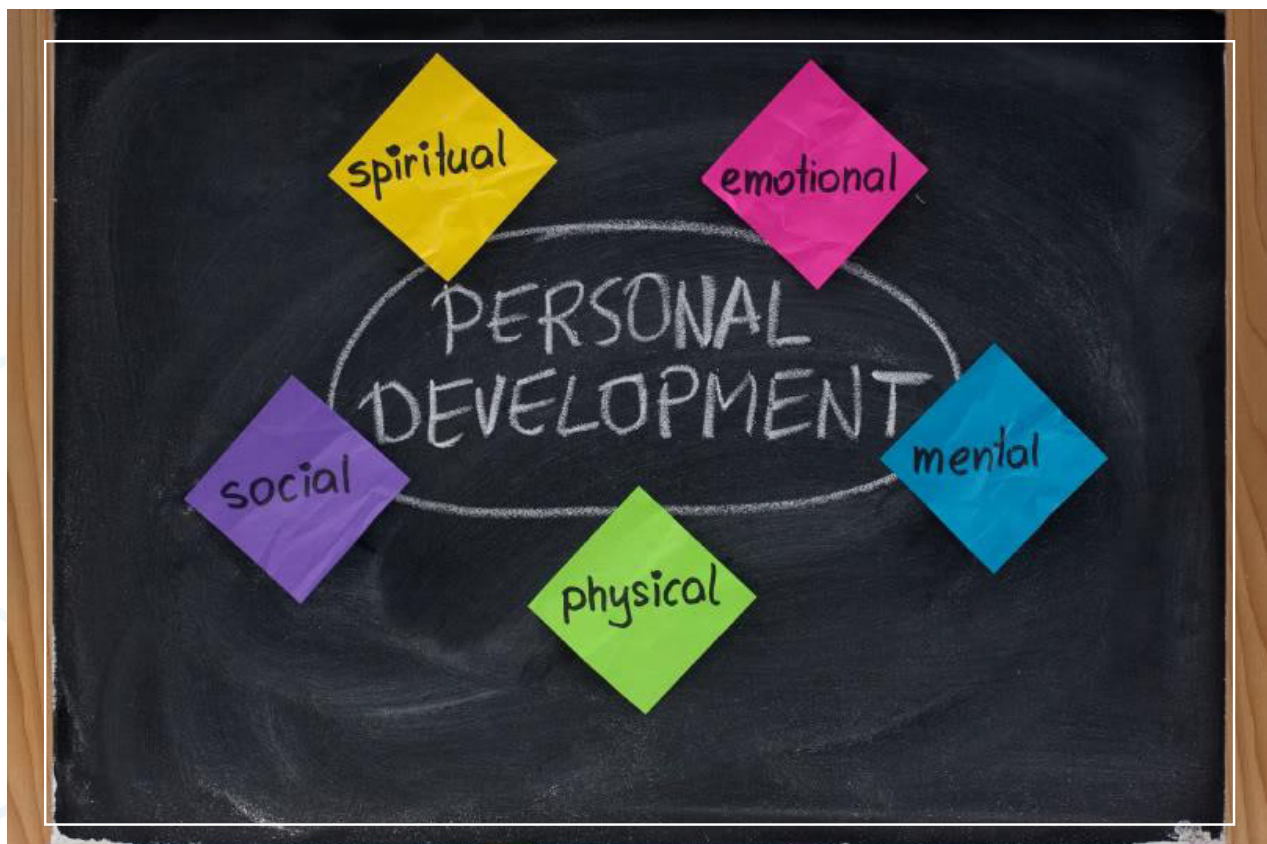 spiritual
emotional
PERSONAL
DEVELOPMENT
social
mental
physical